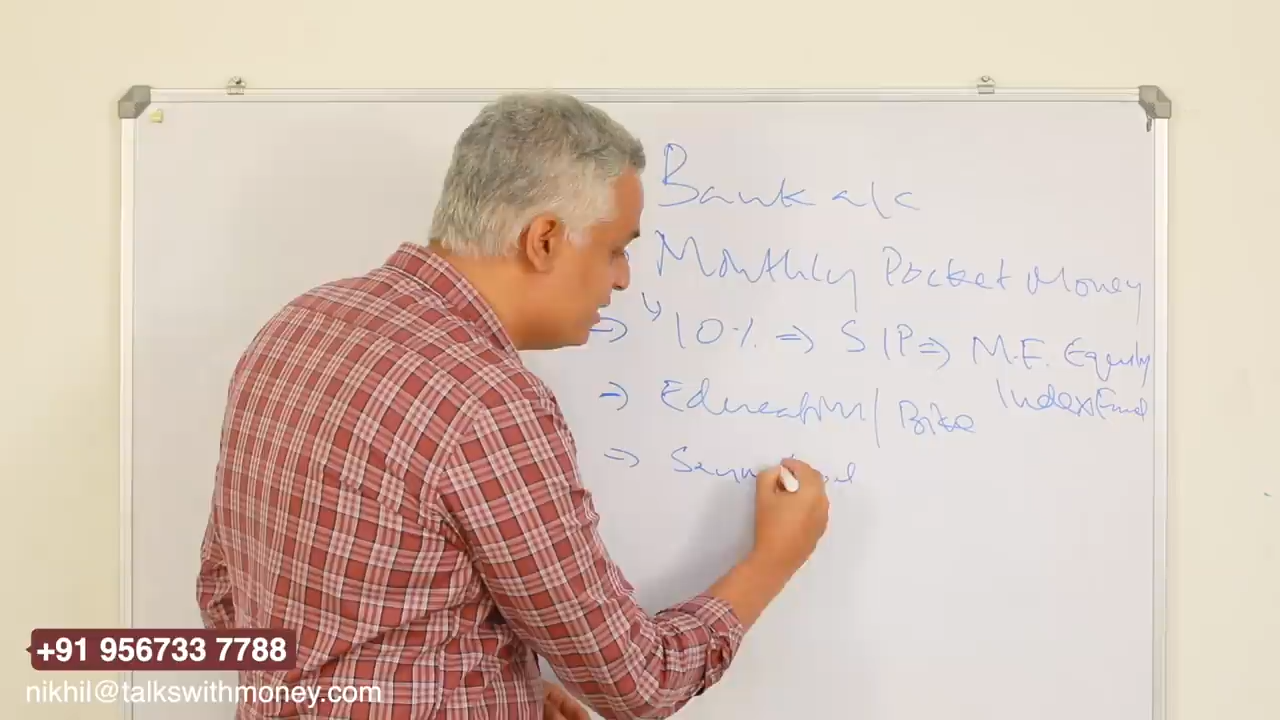 Bank a/c
Monthly Pocket Money
↳ 10% ⇒ SIP ⇒ M.F. Equity
Index Fund
⇒ Education / Bike
⇒
+91 956733 7788
nikhil@talkswithmoney.com